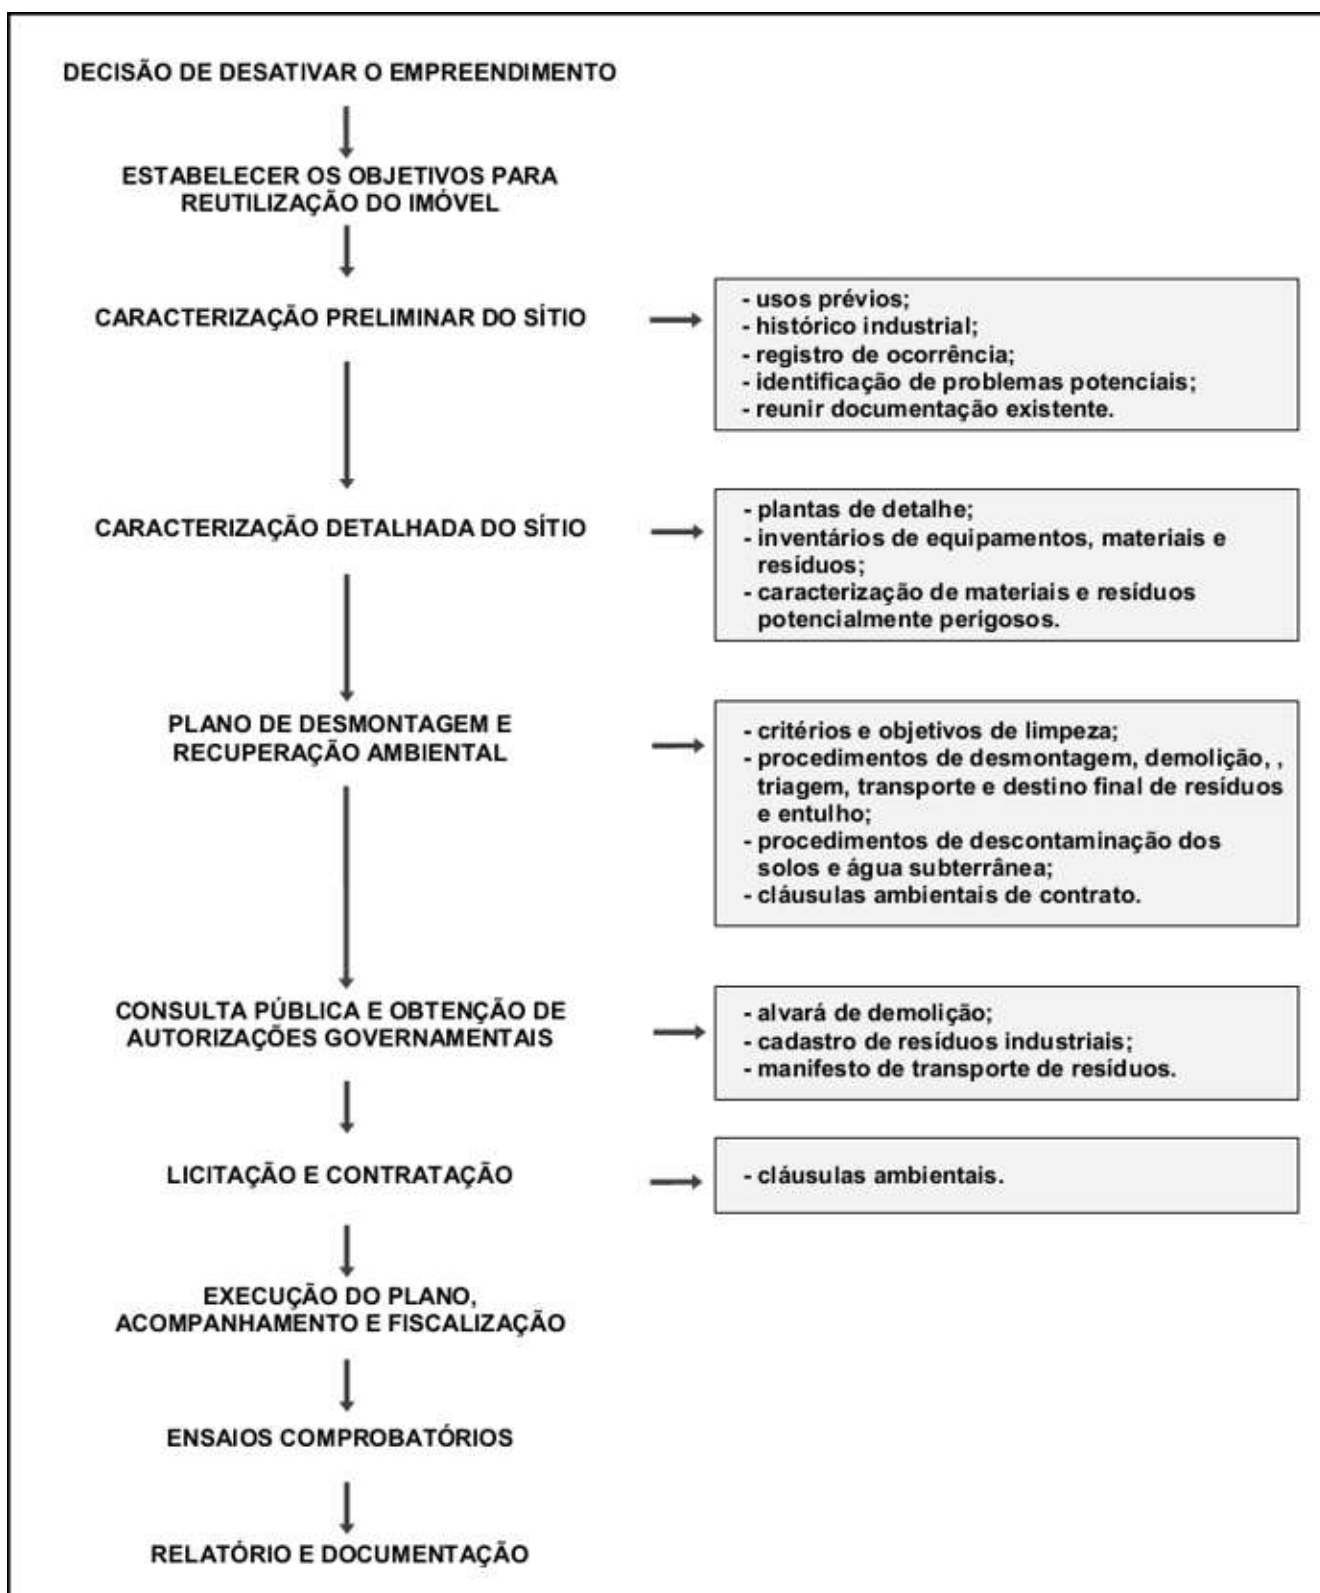 DECISÃO DE DESATIVAR O EMPREENDIMENTO
ESTABELECER OS OBJETIVOS PARA
REUTILIZAÇÃO DO IMÓVEL
CARACTERIZAÇÃO PRELIMINAR DO SÍTIO
- usos prévios;
- histórico industrial;
- registro de ocorrência;
- identificação de problemas potenciais;
- reunir documentação existente.
CARACTERIZAÇÃO DETALHADA DO SÍTIO
- plantas de detalhe;
- inventários de equipamentos, materiais e
resíduos;
- caracterização de materiais e resíduos
potencialmente perigosos.
PLANO DE DESMONTAGEM E
RECUPERAÇÃO AMBIENTAL
- critérios e objetivos de limpeza;
- procedimentos de desmontagem, demolição, ,
triagem, transporte e destino final de resíduos
e entulho;
- procedimentos de descontaminação dos
solos e água subterrânea;
- cláusulas ambientais de contrato.
CONSULTA PÚBLICA E OBTENÇÃO DE
AUTORIZAÇÕES GOVERNAMENTAIS
- alvará de demolição;
- cadastro de resíduos industriais;
- manifesto de transporte de resíduos.
LICITAÇÃO E CONTRATAÇÃO
- cláusulas ambientais.
EXECUÇÃO DO PLANO,
ACOMPANHAMENTO E FISCALIZAÇÃO
ENSAIOS COMPROBATÓRIOS
RELATÓRIO E DOCUMENTAÇÃO